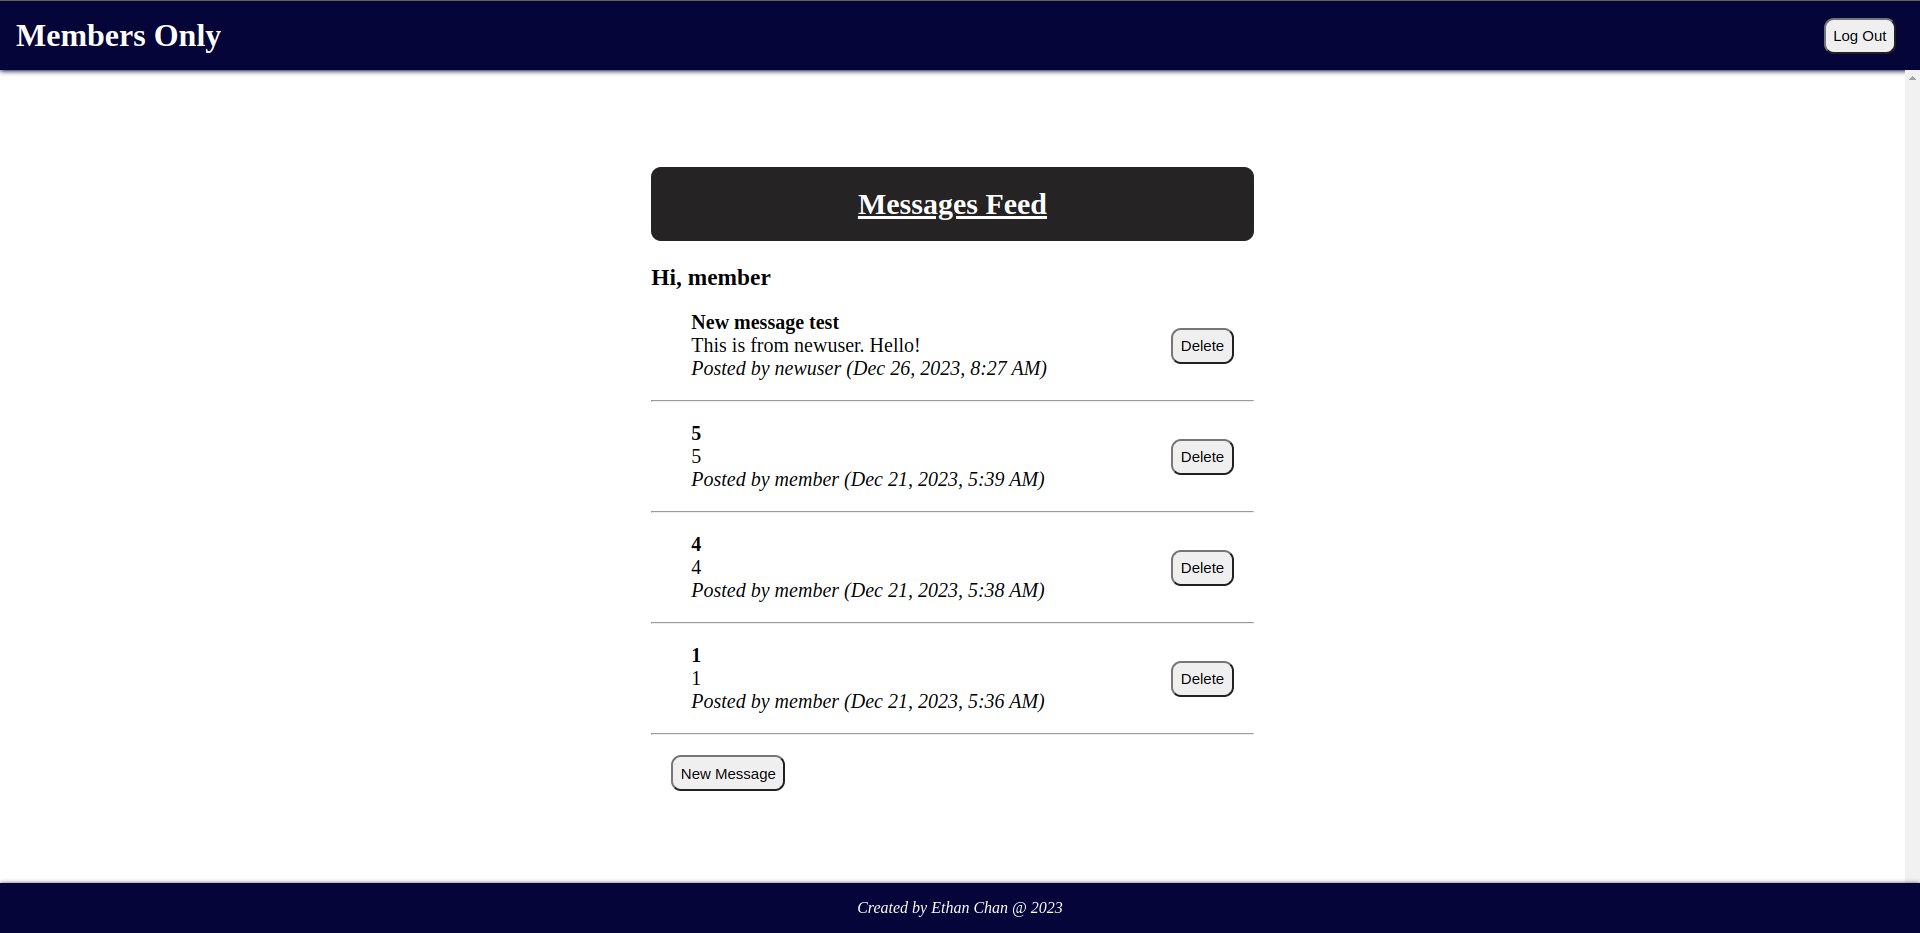 Members Only
Log Out
Messages Feed
Hi, member
New message test
This is from newuser. Hello!
Posted by newuser (Dec 26, 2023, 8:27 AM)
Delete
5
5
Posted by member (Dec 21, 2023, 5:39 AM)
Delete
4
4
Posted by member (Dec 21, 2023, 5:38 AM)
Delete
1
1
Posted by member (Dec 21, 2023, 5:36 AM)
Delete
New Message
Created by Ethan Chan @ 2023